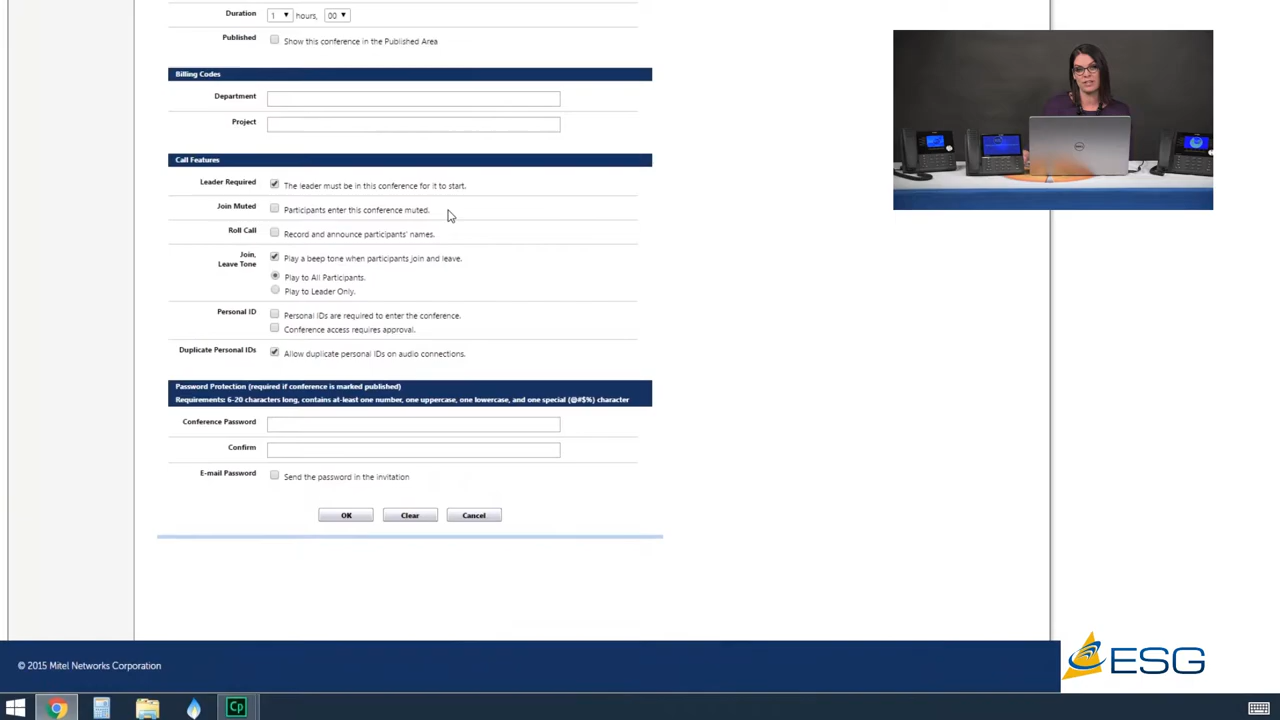 Duration 1 hours, 00
Published Show this conference in the Published Area
Billing Codes
Department
Project
Call Features
Leader Required The leader must be in this conference for it to start.
Join Muted Participants enter this conference muted.
Roll Call Record and announce participants' names.
Join,
Leave Tone Play a beep tone when participants join and leave.
Play to All Participants.
Play to Leader Only.
Personal ID Personal IDs are required to enter the conference.
Conference access requires approval.
Duplicate Personal IDs Allow duplicate personal IDs on audio connections.
Password Protection (required if conference is marked published)
Requirements: 6-20 characters long, contains at-least one number, one uppercase, one lowercase, and one special (@#$%) character
Conference Password
Confirm
E-mail Password Send the password in the invitation
OK Clear Cancel
© 2015 Mitel Networks Corporation
ESG
Cp